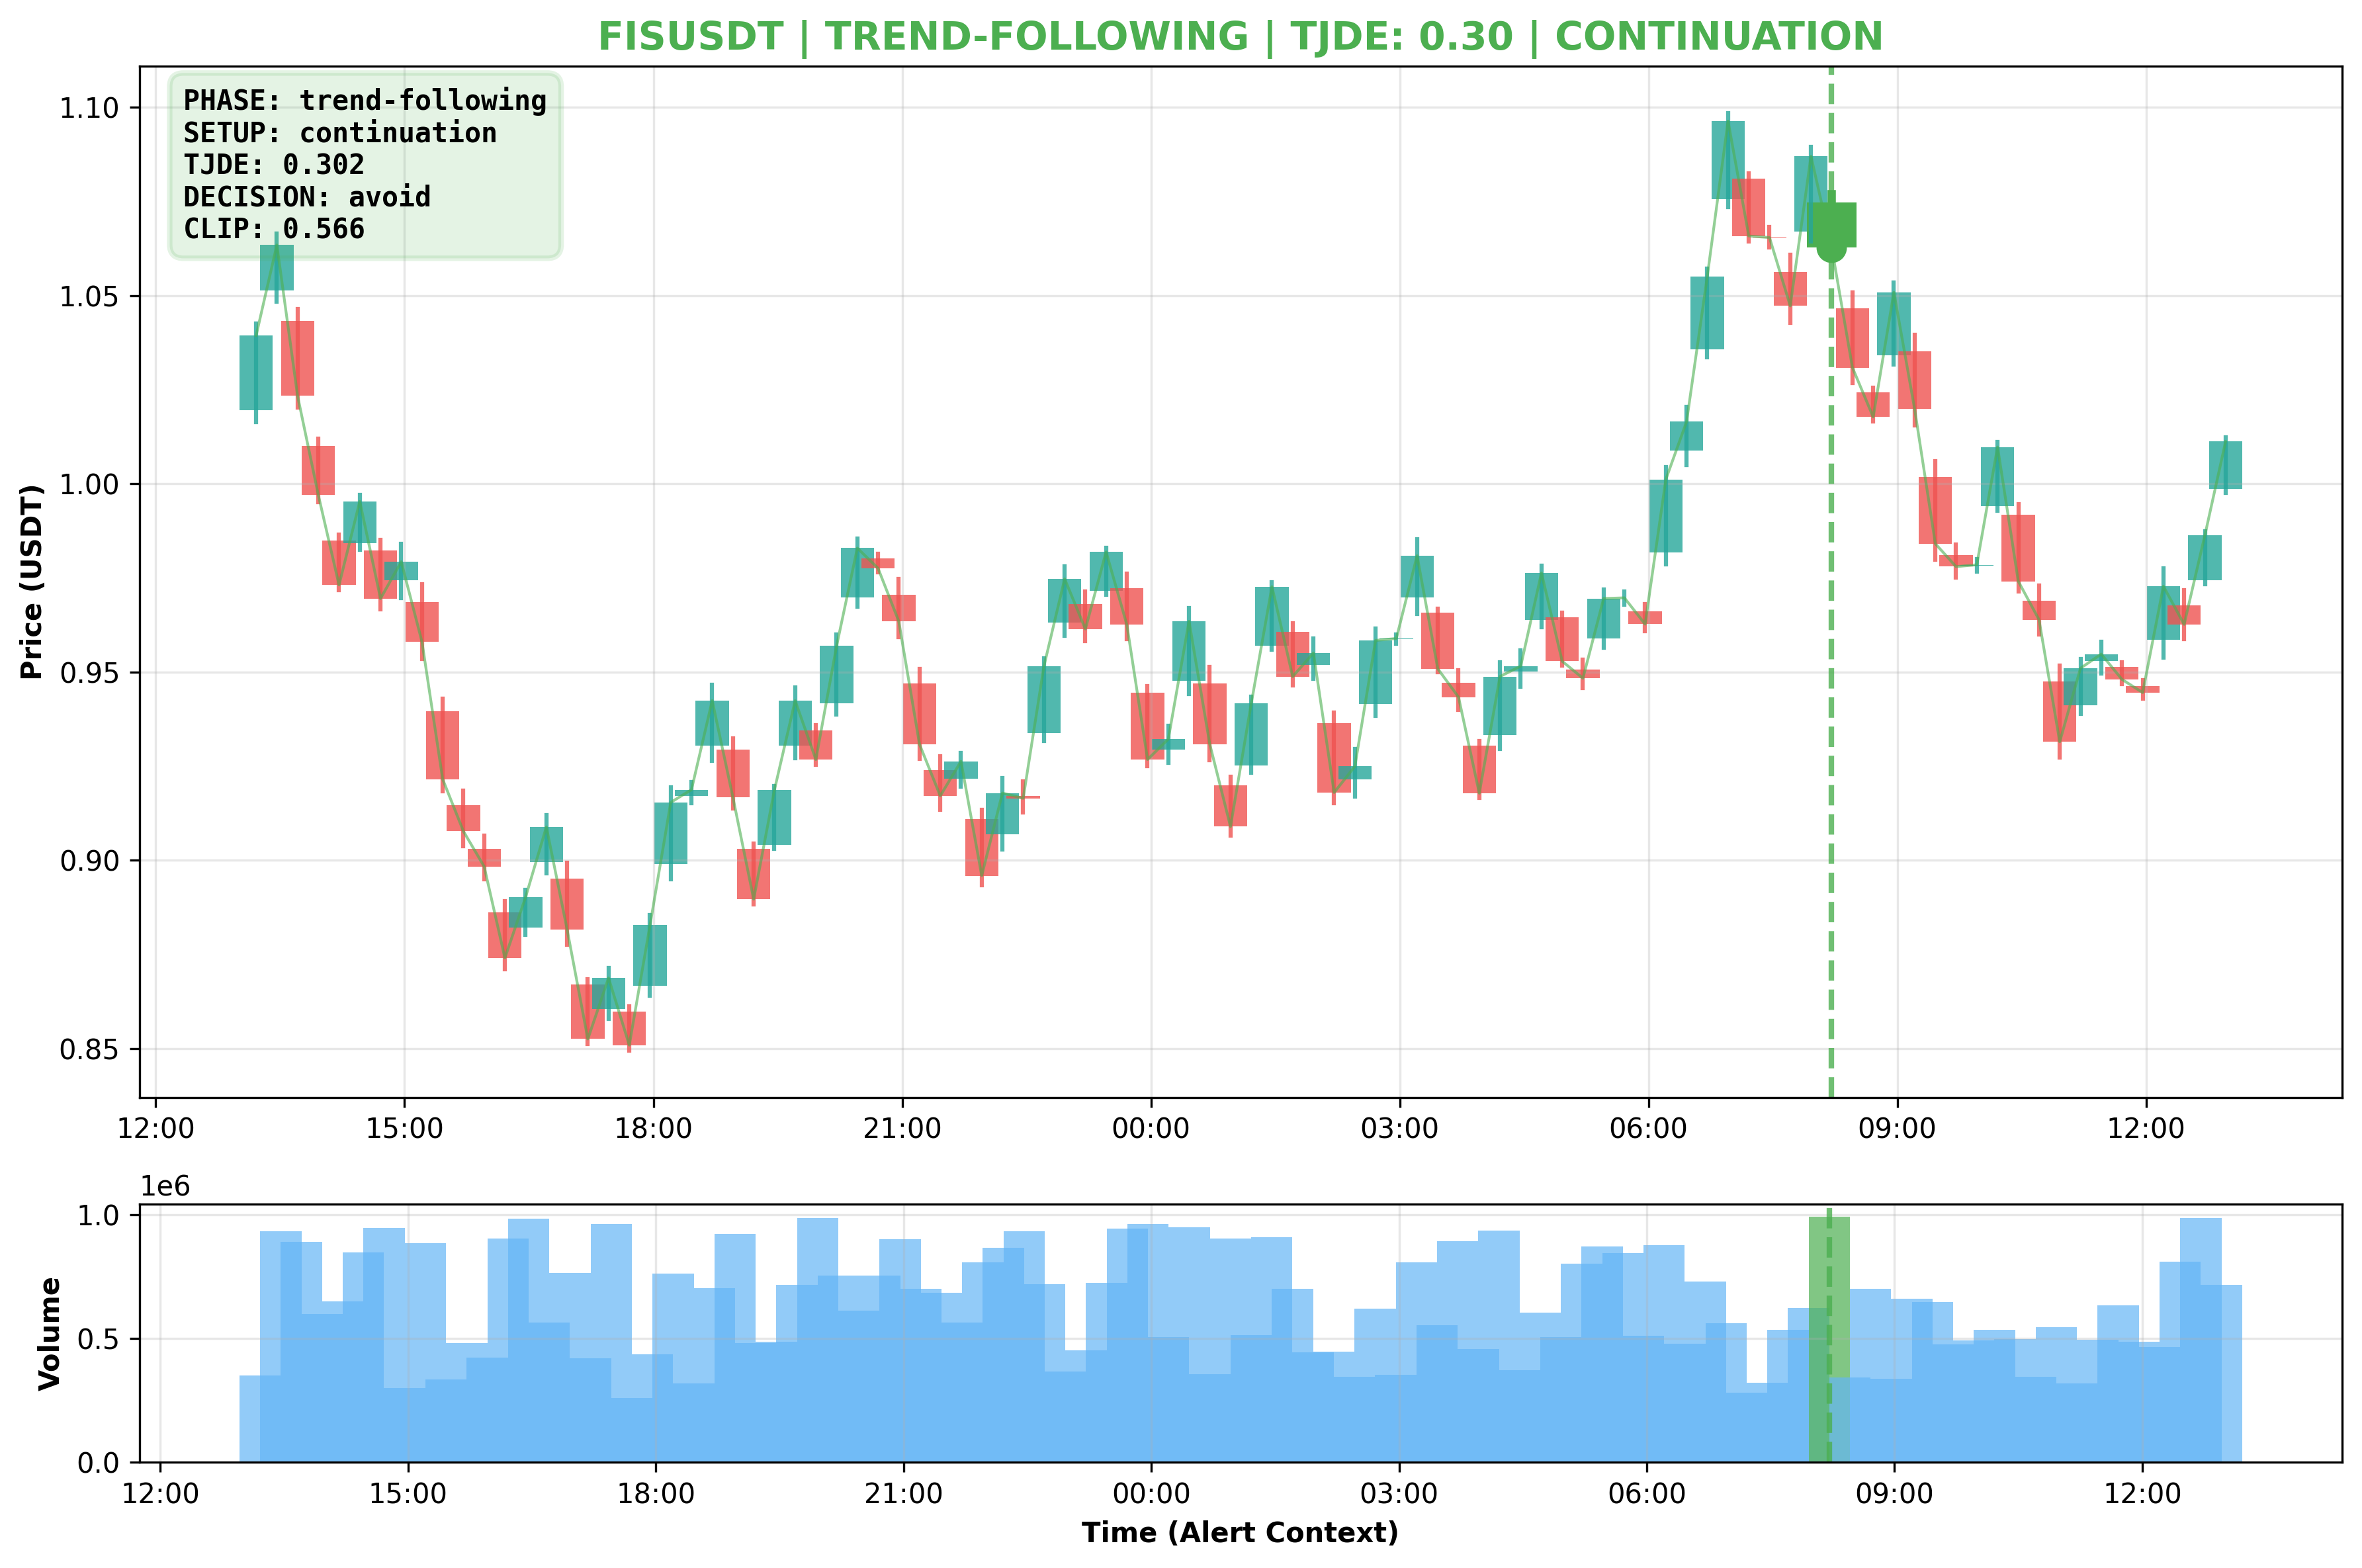 FISUSDT | TREND-FOLLOWING | TJDE: 0.30 | CONTINUATION
PHASE: trend-following
SETUP: continuation
TJDE: 0.302
DECISION: avoid
CLIP: 0.566
Price (USDT)
1.10
1.05
1.00
0.95
0.90
0.85
12:00 15:00 18:00 21:00 00:00 03:00 06:00 09:00 12:00
1e6
Volume
1.0
0.5
0.0
12:00 15:00 18:00 21:00 00:00 03:00 06:00 09:00 12:00
Time (Alert Context)